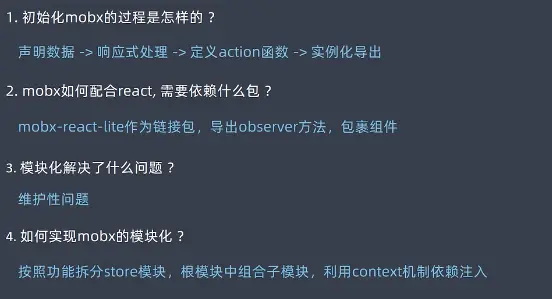 1. 初始化mobx的过程是怎样的 ?
声明数据 -> 响应式处理 -> 定义action函数 -> 实例化导出
2. mobx如何配合react, 需要依赖什么包 ?
mobx-react-lite作为链接包，导出observer方法，包裹组件
3. 模块化解决了什么问题 ?
维护性问题
4. 如何实现mobx的模块化 ?
按照功能拆分store模块，根模块中组合子模块，利用context机制依赖注入